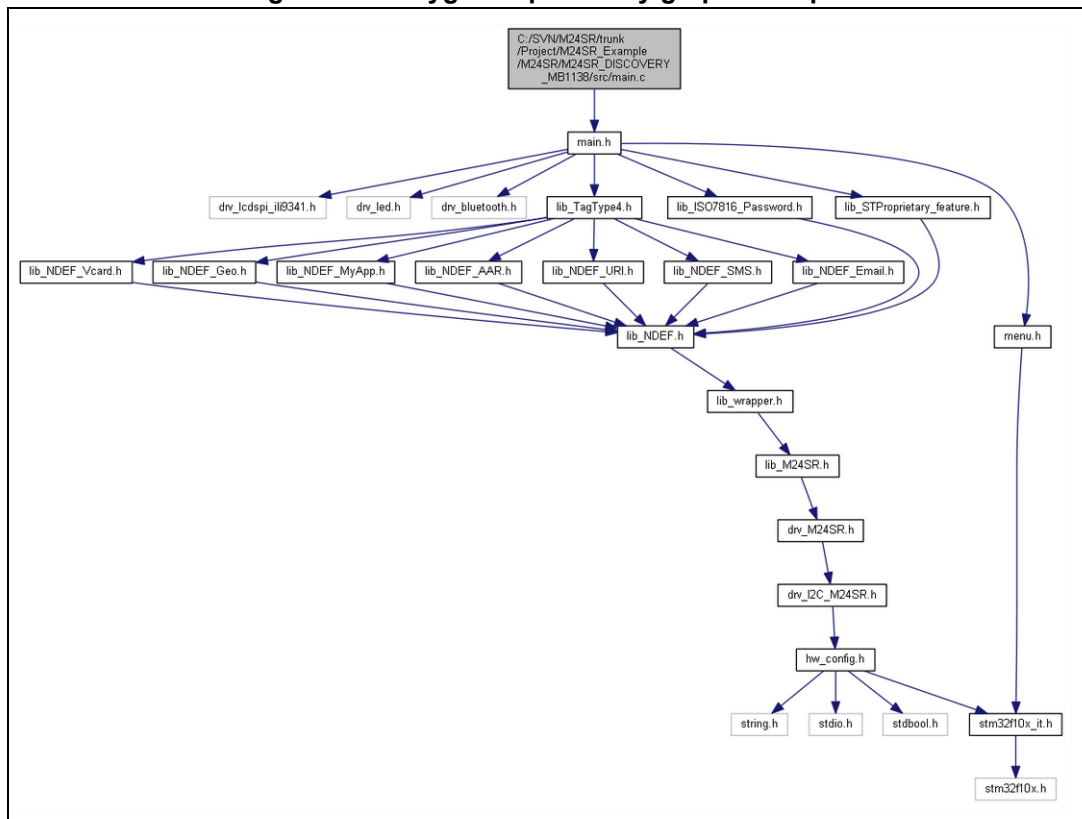 C:/SVN/M24SR/trunk
/Project/M24SR_Example
/M24SR/M24SR_DISCOVERY
_MB1138/src/main.c
main.h
drv_lcdspi_ili9341.h
drv_led.h
drv_bluetooth.h
lib_TagType4.h
lib_ISO7816_Password.h
lib_STProprietary_feature.h
lib_NDEF_Vcard.h
lib_NDEF_Geo.h
lib_NDEF_MyApp.h
lib_NDEF_AAR.h
lib_NDEF_URI.h
lib_NDEF_SMS.h
lib_NDEF_Email.h
lib_NDEF.h
menu.h
lib_wrapper.h
lib_M24SR.h
drv_M24SR.h
drv_I2C_M24SR.h
hw_config.h
string.h
stdio.h
stdbool.h
stm32f10x_it.h
stm32f10x.h